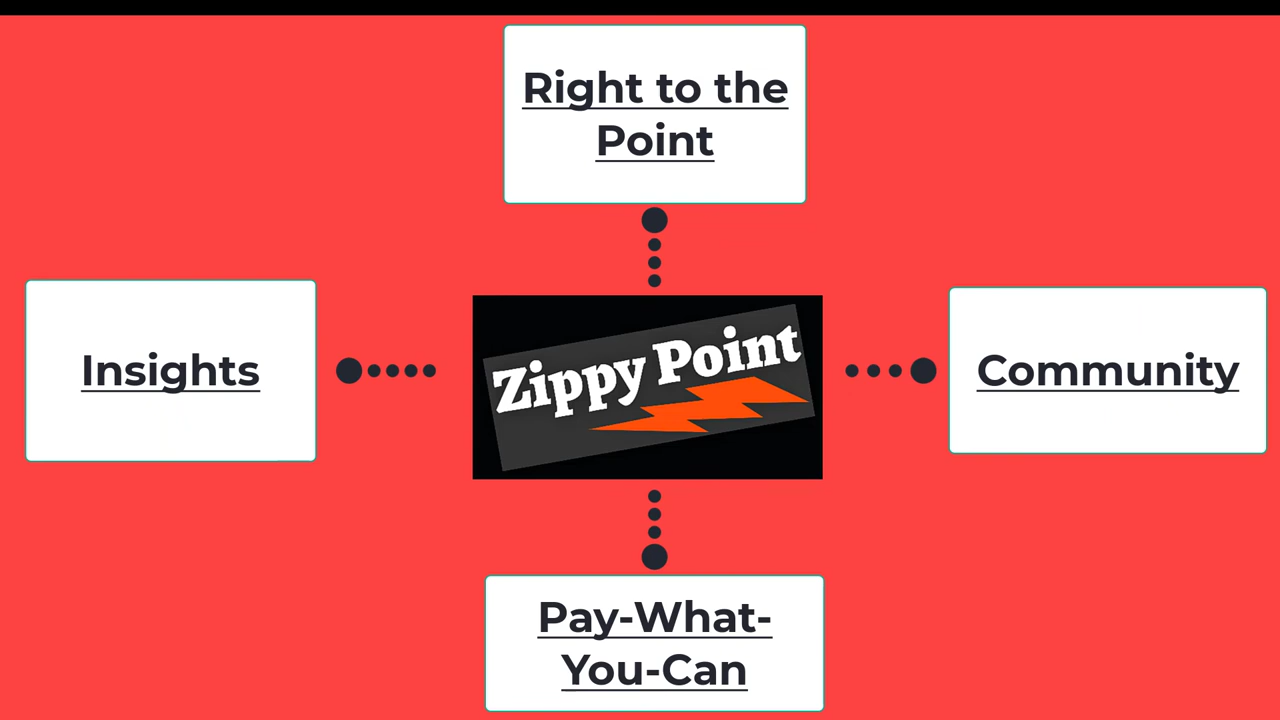 Right to the
Point
Insights
Zippy Point
Community
Pay-What-
You-Can